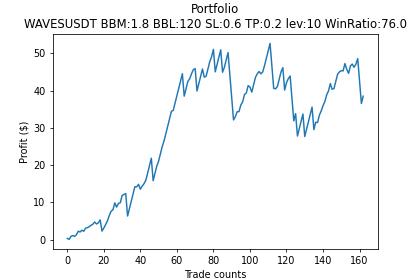 Portfolio
WAVESUSDT BBM:1.8 BBL:120 SL:0.6 TP:0.2 lev:10 WinRatio:76.0
50
40
30
20
10
0
Profit ($)
0 20 40 60 80 100 120 140 160
Trade counts